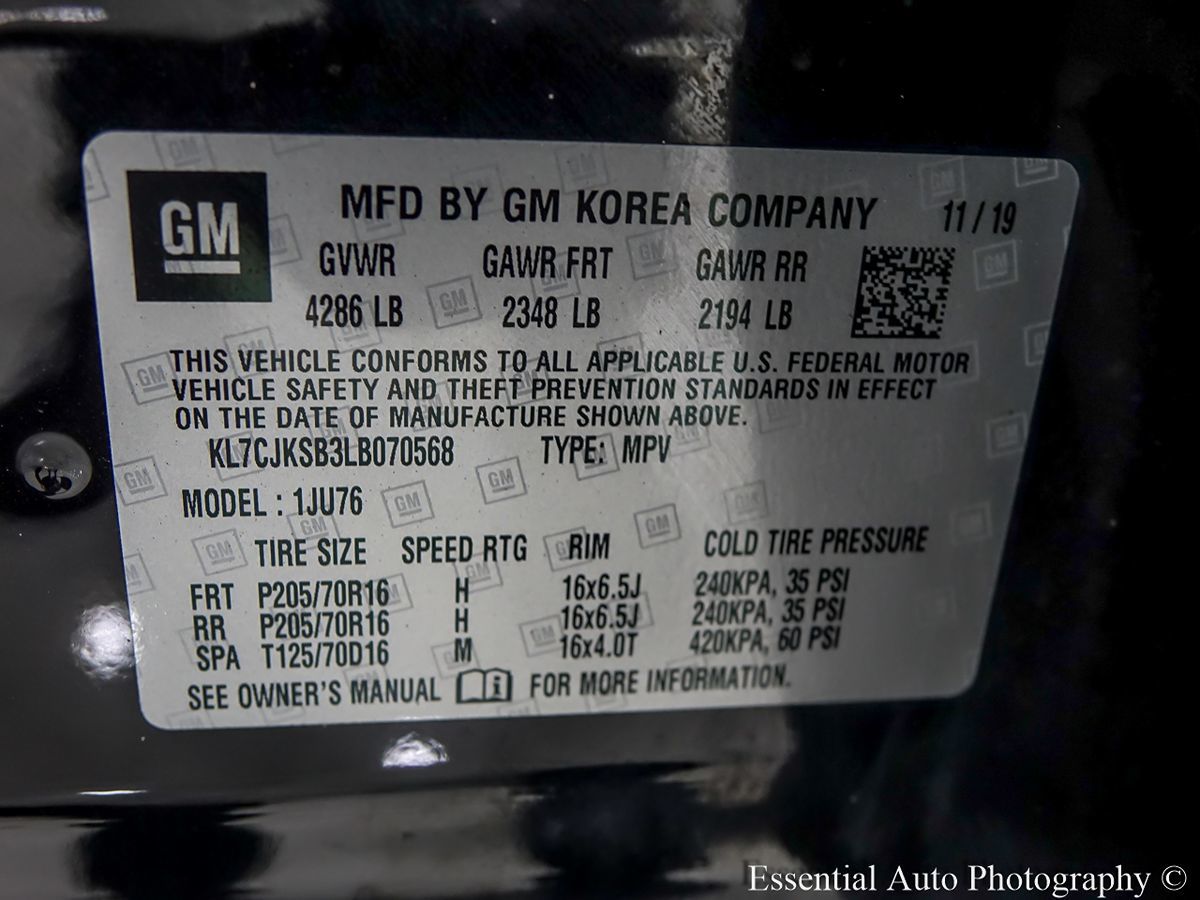 GM
MFD BY GM KOREA COMPANY 11/19
GVWR GAWR FRT GAWR RR
4286 LB 2348 LB 2194 LB
THIS VEHICLE CONFORMS TO ALL APPLICABLE U.S. FEDERAL MOTOR
VEHICLE SAFETY AND THEFT PREVENTION STANDARDS IN EFFECT
ON THE DATE OF MANUFACTURE SHOWN ABOVE.
KL7CJKSB3LB070568 TYPE: MPV
MODEL : 1JU76
TIRE SIZE SPEED RTG RIM COLD TIRE PRESSURE
FRT P205/70R16 H 16x6.5J 240KPA, 35 PSI
RR P205/70R16 H 16x6.5J 240KPA, 35 PSI
SPA T125/70D16 M 16x4.0T 420KPA, 60 PSI
SEE OWNER'S MANUAL FOR MORE INFORMATION.
Essential Auto Photography ©